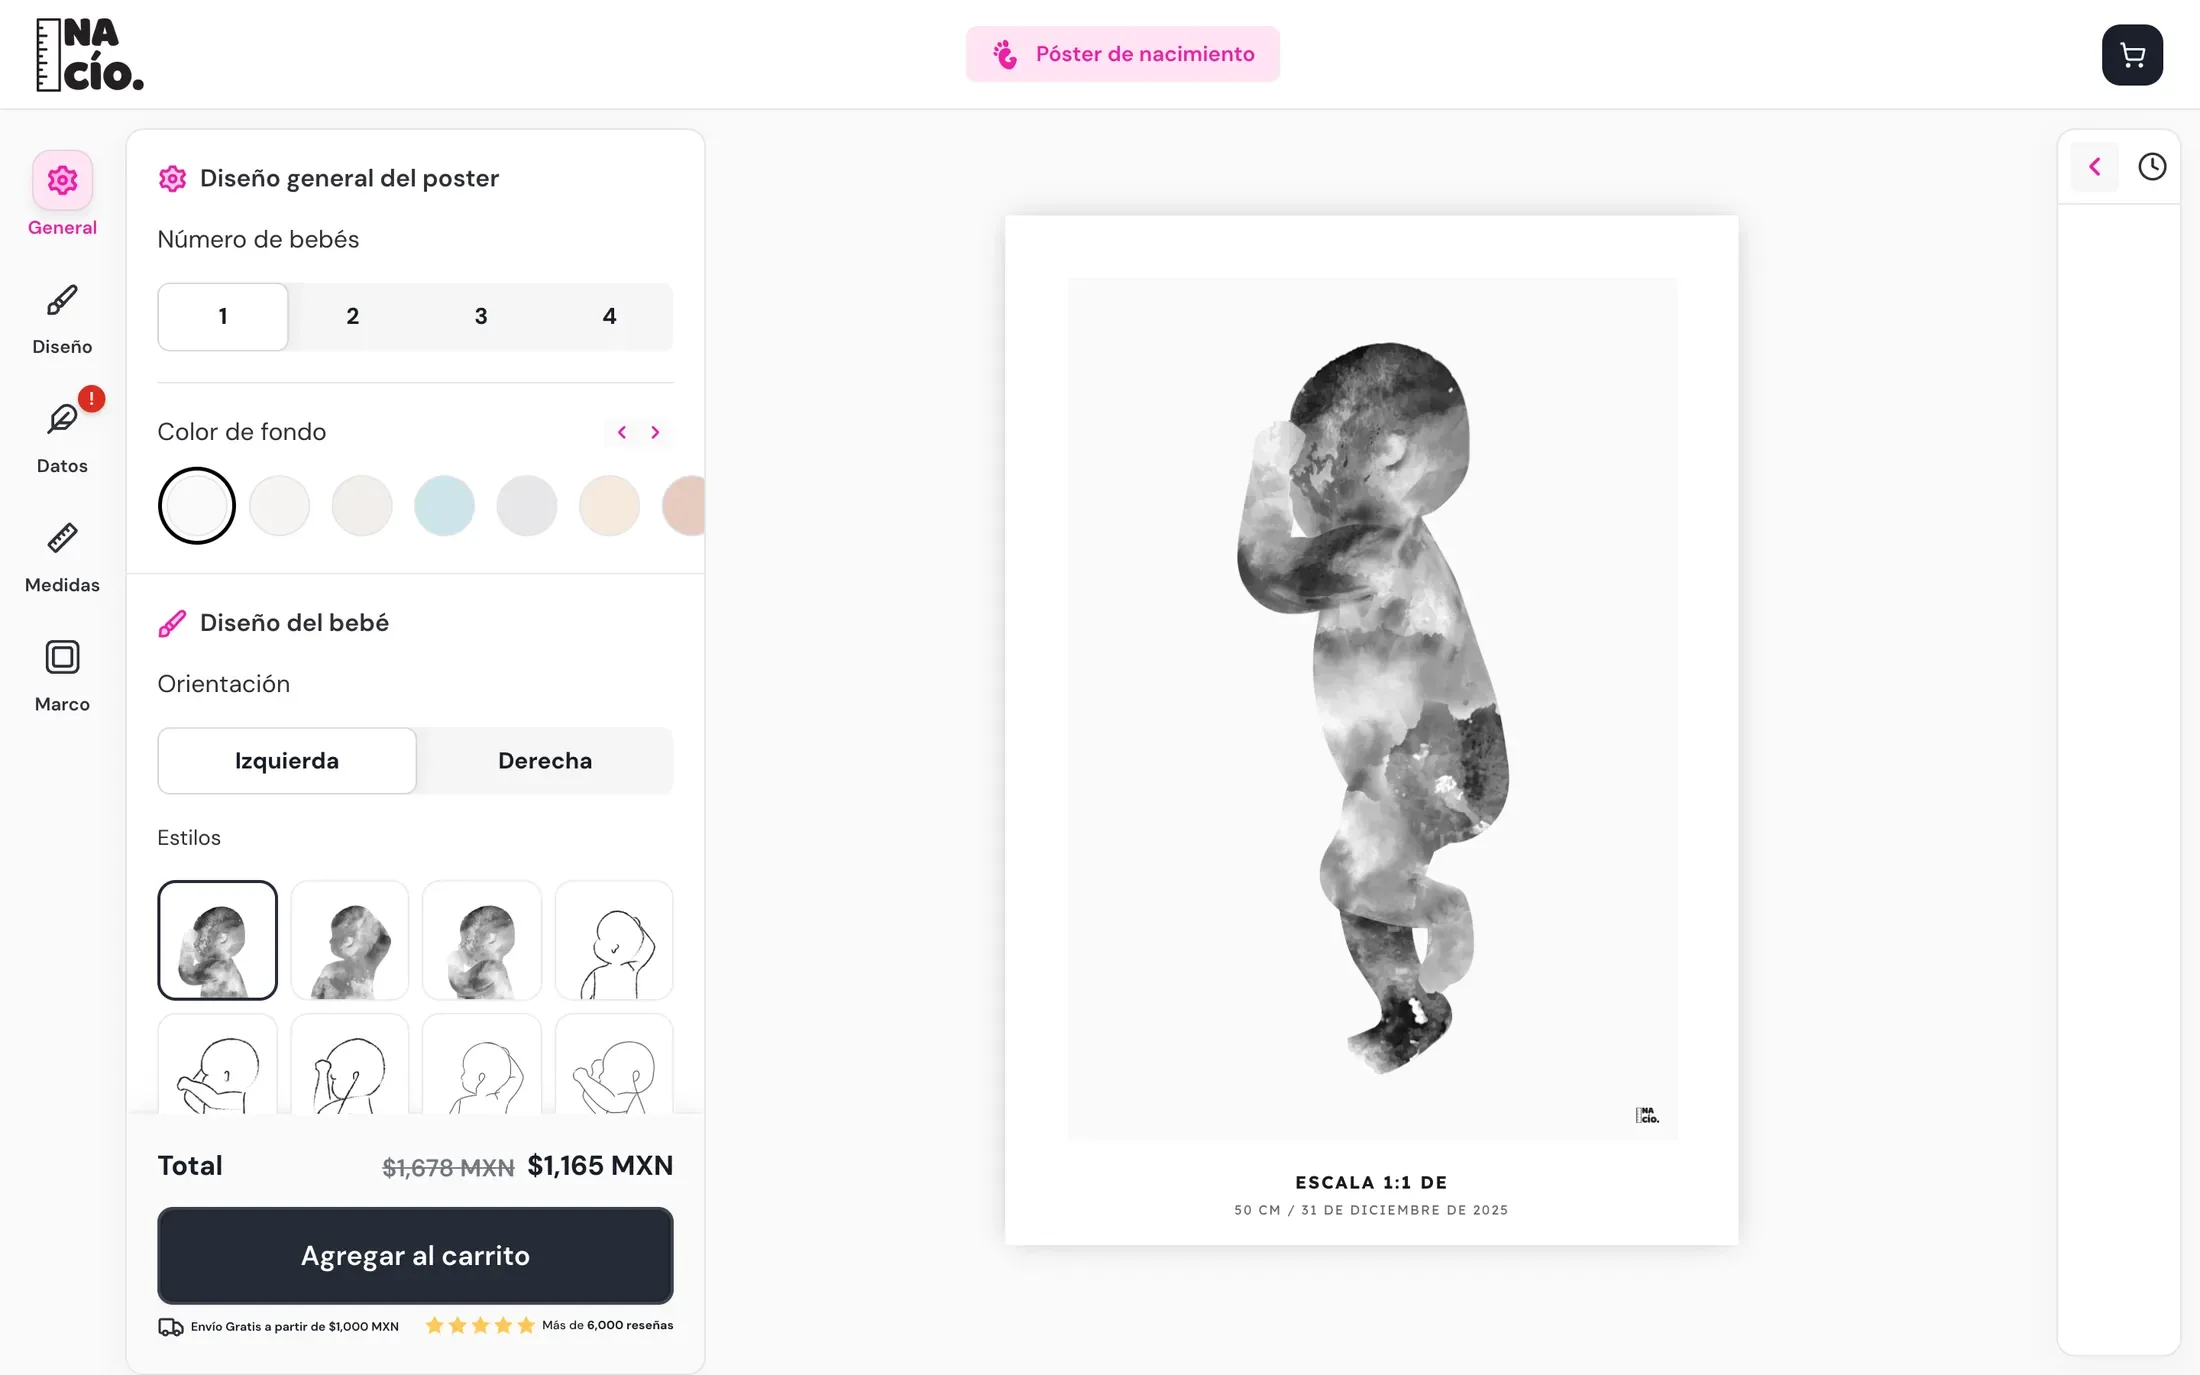 NA
cío.
Póster de nacimiento
General
Diseño
!
Datos
Medidas
Marco
Diseño general del poster
Número de bebés
1 2 3 4
Color de fondo
Diseño del bebé
Orientación
Izquierda Derecha
Estilos
Total $1,678 MXN $1,165 MXN
Agregar al carrito
Envío Gratis a partir de $1,000 MXN Más de 6,000 reseñas
NA
cío.
ESCALA 1:1 DE
50 CM / 31 DE DICIEMBRE DE 2025